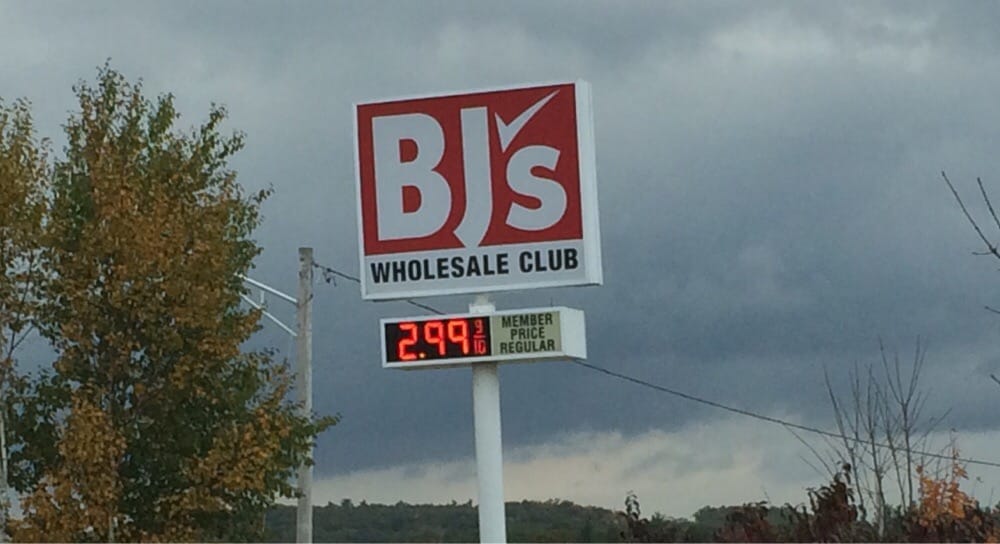 BJ's
WHOLESALE CLUB
2.99 9/10
MEMBER
PRICE
REGULAR